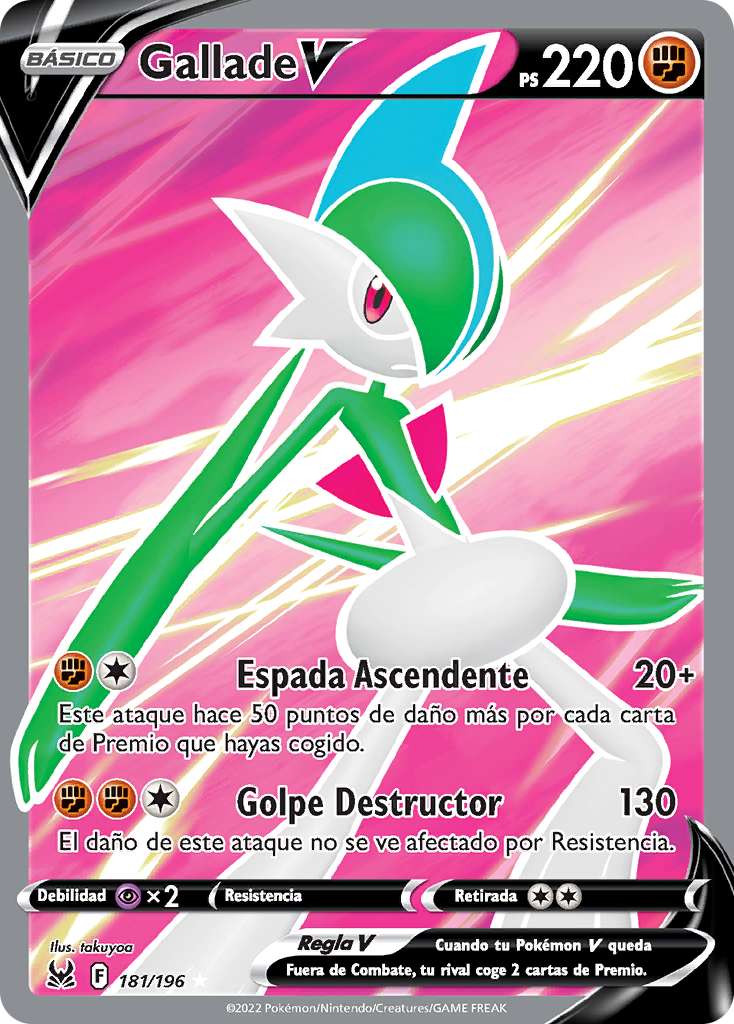 BÁSICO Gallade V PS 220
Espada Ascendente 20+
Este ataque hace 50 puntos de daño más por cada carta
de Premio que hayas cogido.
Golpe Destructor 130
El daño de este ataque no se ve afectado por Resistencia.
Debilidad ×2 Resistencia Retirada
Ilus. takuyoa
Regla V Cuando tu Pokémon V queda
Fuera de Combate, tu rival coge 2 cartas de Premio.
F 181/196
©2022 Pokémon/Nintendo/Creatures/GAME FREAK